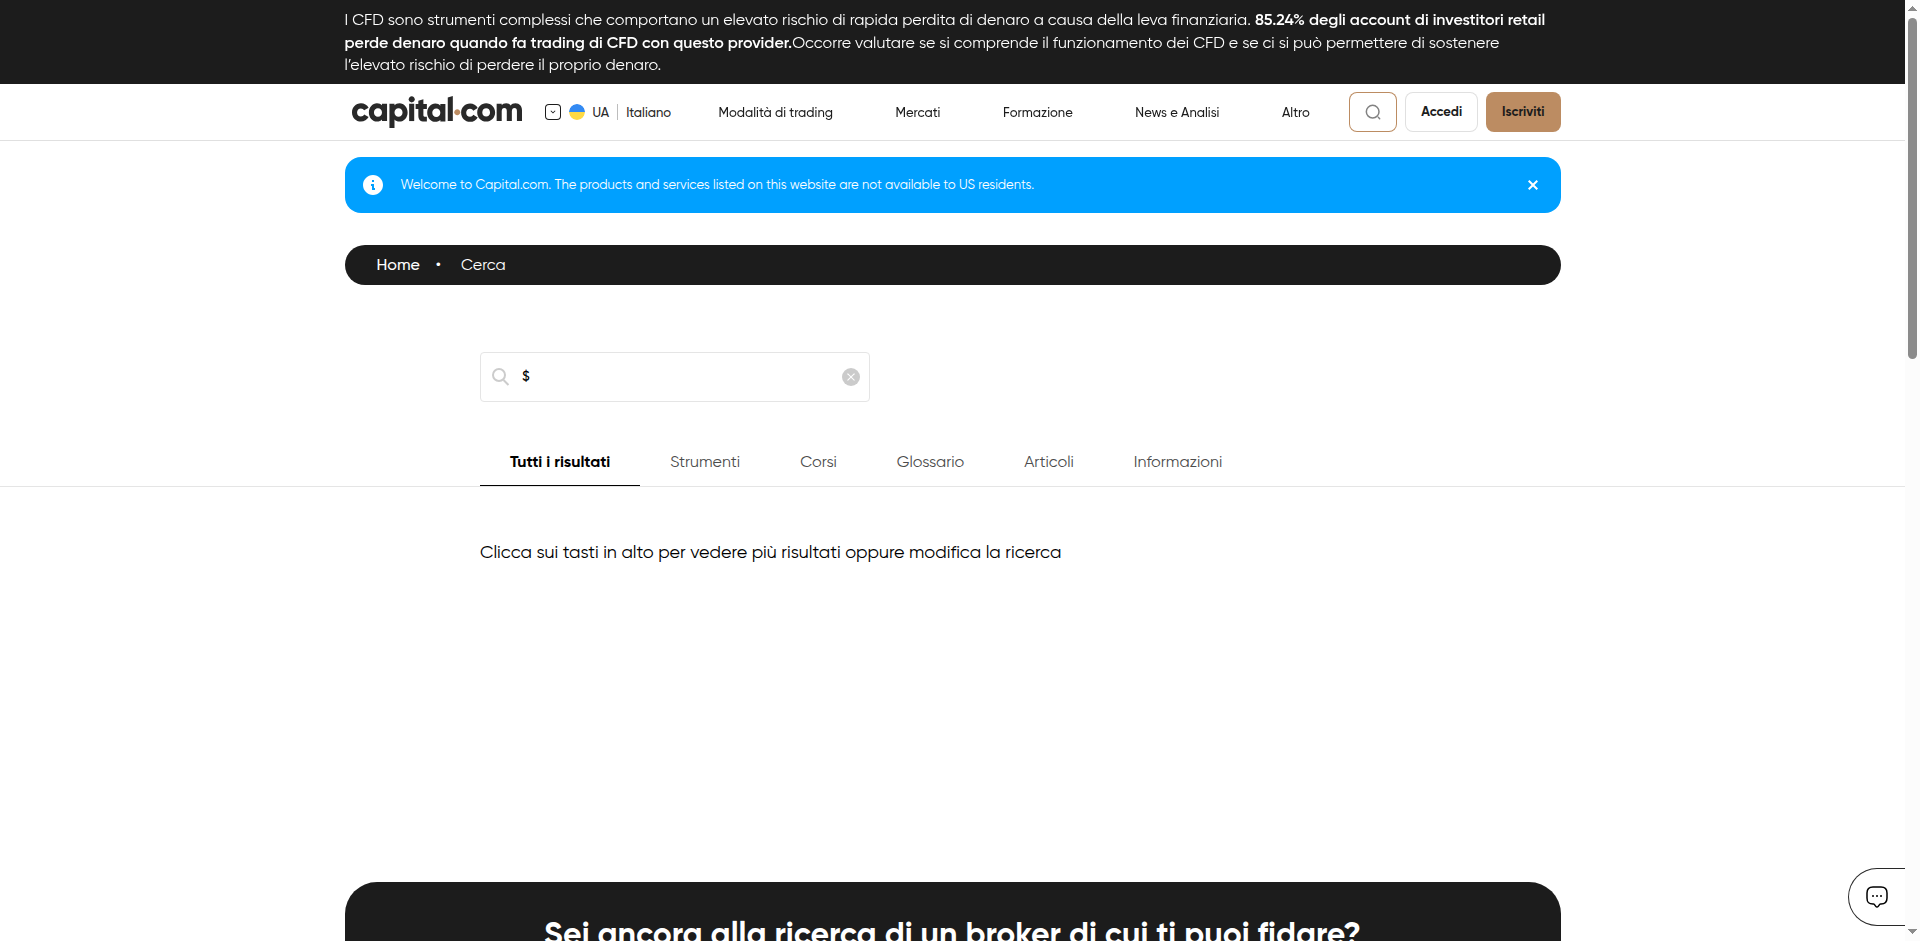 I CFD sono strumenti complessi che comportano un elevato rischio di rapida perdita di denaro a causa della leva finanziaria. 85.24% degli account di investitori retail
perde denaro quando fa trading di CFD con questo provider.Occorre valutare se si comprende il funzionamento dei CFD e se ci si può permettere di sostenere
l’elevato rischio di perdere il proprio denaro.
capital.com
UA Italiano
Modalità di trading
Mercati
Formazione
News e Analisi
Altro
Accedi
Iscriviti
Welcome to Capital.com. The products and services listed on this website are not available to US residents.
Home • Cerca
$
Tutti i risultati
Strumenti
Corsi
Glossario
Articoli
Informazioni
Clicca sui tasti in alto per vedere più risultati oppure modifica la ricerca
Sei ancora alla ricerca di un broker di cui ti puoi fidare?